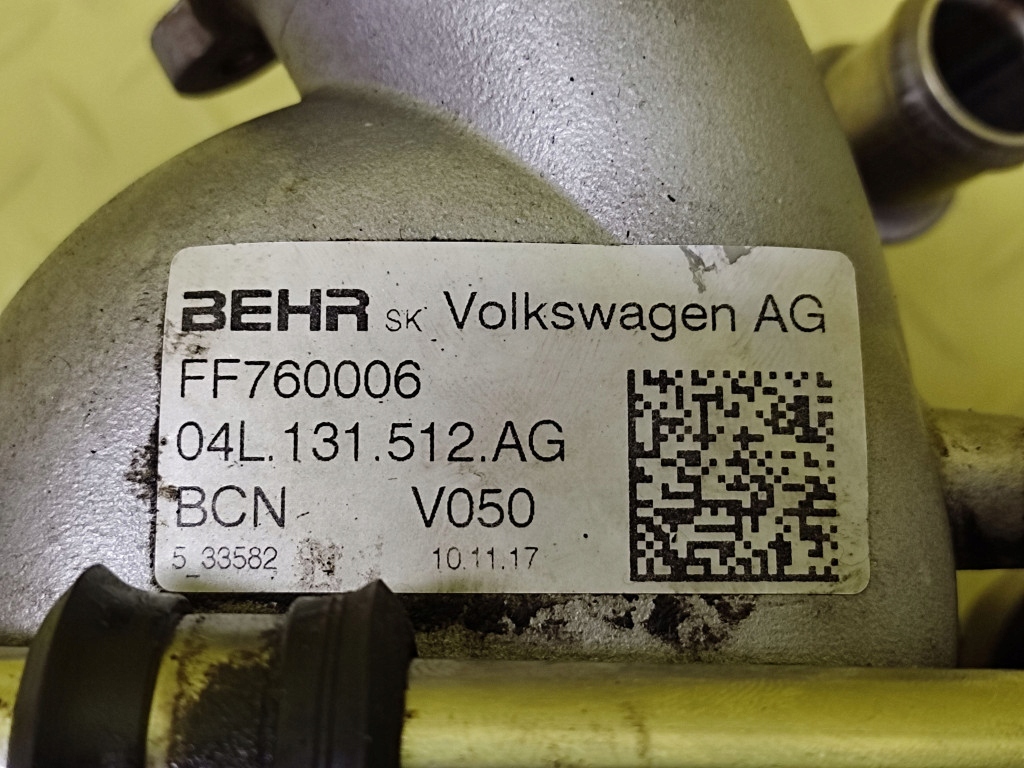 BEHR SK Volkswagen AG
FF760006
04L.131.512.AG
BCN V050
5_33582 10.11.17